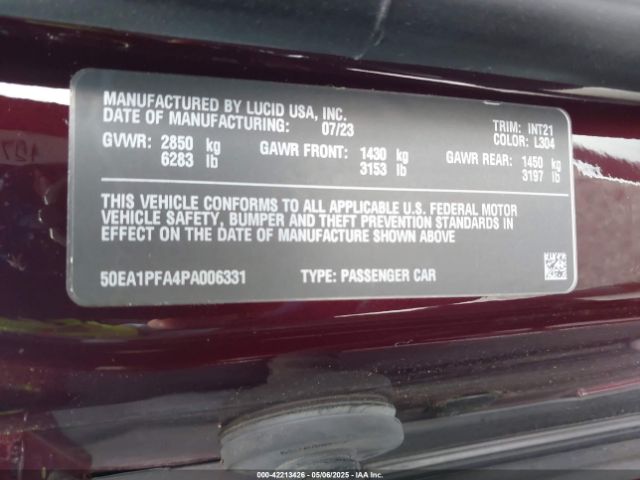 MANUFACTURED BY LUCID USA, INC.
DATE OF MANUFACTURING: 07/23
TRIM: INT21
COLOR: L304
GVWR: 2850 kg GAWR FRONT: 1430 kg GAWR REAR: 1450 kg
6283 lb 3153 lb 3197 lb
THIS VEHICLE CONFORMS TO ALL APPLICABLE U.S. FEDERAL MOTOR
VEHICLE SAFETY, BUMPER AND THEFT PREVENTION STANDARDS IN
EFFECT ON THE DATE OF MANUFACTURE SHOWN ABOVE
50EA1PFA4PA006331 TYPE: PASSENGER CAR
000-42213426 - 05/06/2025 - IAA Inc.